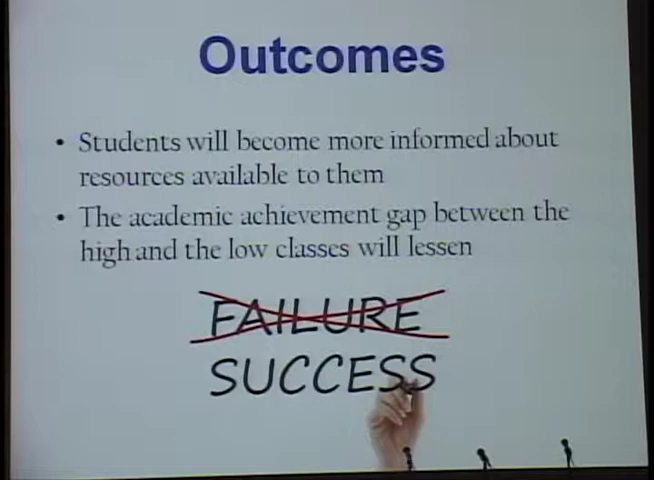 Outcomes
• Students will become more informed about
resources available to them
• The academic achievement gap between the
high and the low classes will lessen
FAILURE
SUCCESS